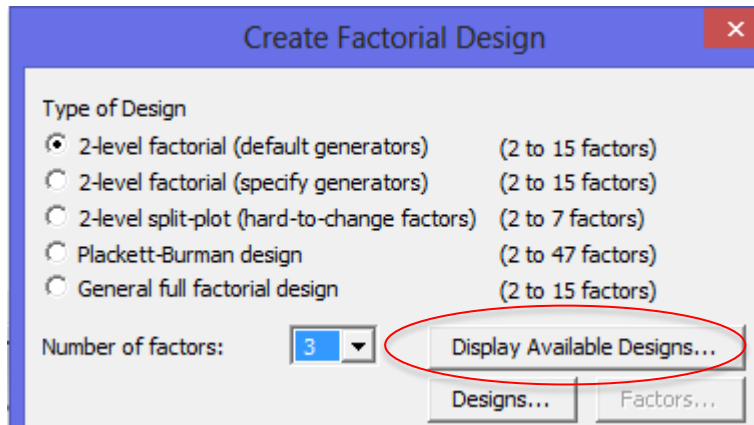 Create Factorial Design
Type of Design
2-level factorial (default generators) (2 to 15 factors)
2-level factorial (specify generators) (2 to 15 factors)
2-level split-plot (hard-to-change factors) (2 to 7 factors)
Plackett-Burman design (2 to 47 factors)
General full factorial design (2 to 15 factors)
Number of factors: 3 Display Available Designs...
Designs... Factors...